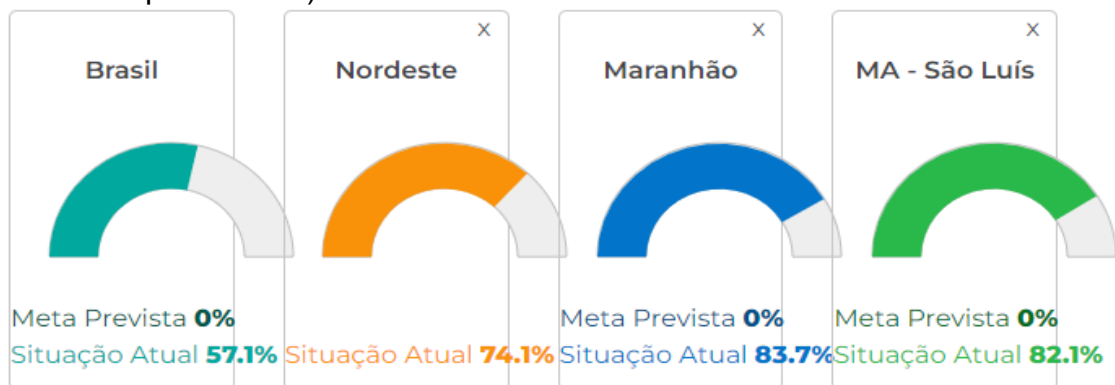 X X X
Brasil Nordeste Maranhão MA - São Luís
Meta Prevista 0% Meta Prevista 0% Meta Prevista 0%
Situação Atual 57.1% Situação Atual 74.1% Situação Atual 83.7% Situação Atual 82.1%